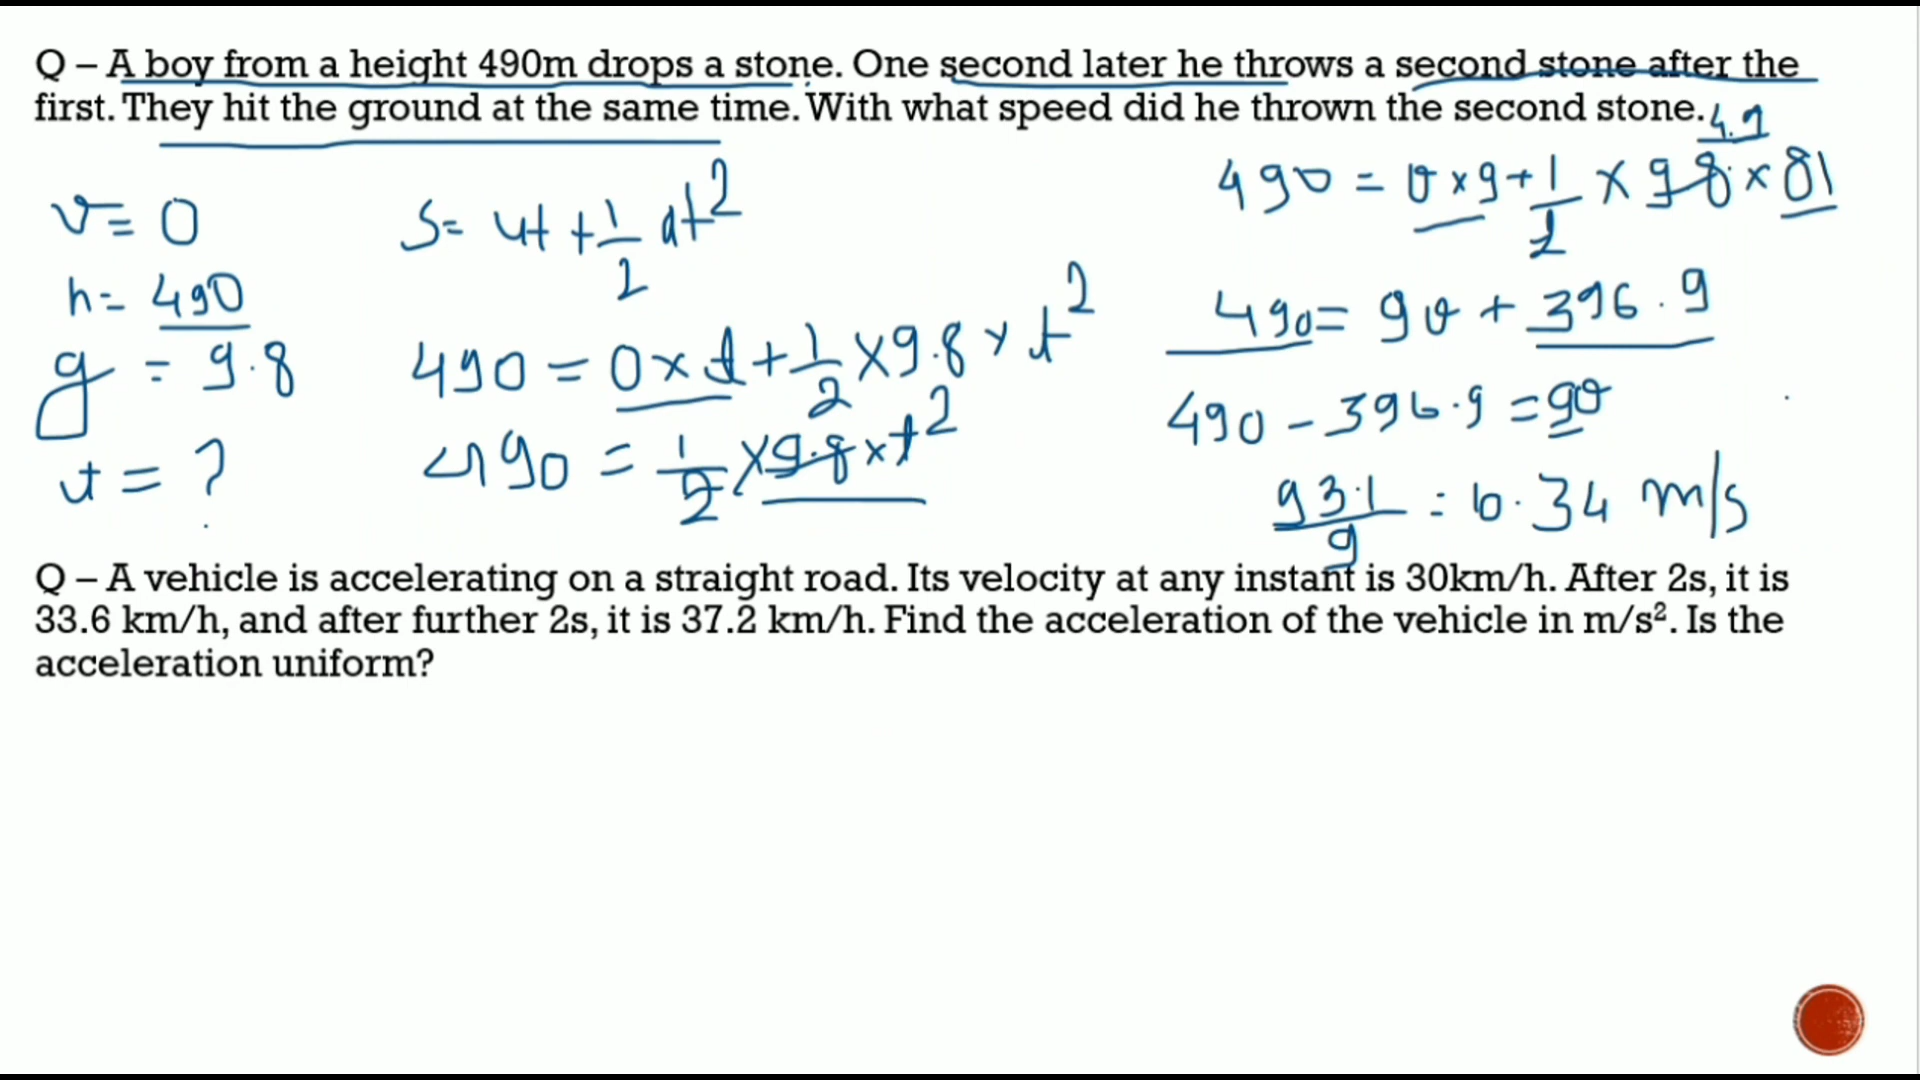 Q – A boy from a height 490m drops a stone. One second later he throws a second stone after the
first. They hit the ground at the same time. With what speed did he thrown the second stone.
v = 0
h = 490
g = 9.8
t = ?
S = ut + 1/2 at²
490 = 0 x t + 1/2 x 9.8 x t²
490 = 1/2 x 9.8 x t²
4.9
490 = v x 9 + 1/2 x 9.8 x 81
490 = 9v + 396.9
490 - 396.9 = 9v
93.1/9 = 10.34 m/s
Q – A vehicle is accelerating on a straight road. Its velocity at any instant is 30km/h. After 2s, it is
33.6 km/h, and after further 2s, it is 37.2 km/h. Find the acceleration of the vehicle in m/s². Is the
acceleration uniform?